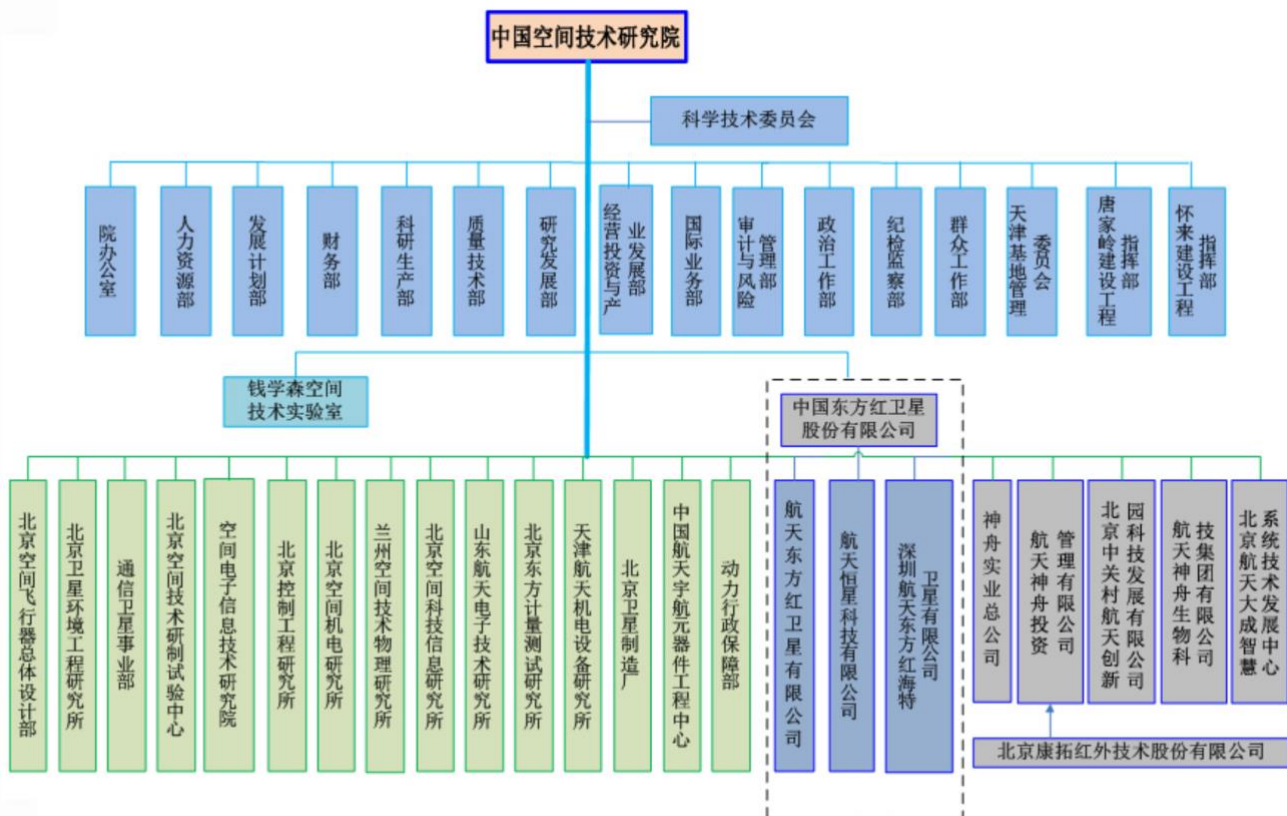 中国空间技术研究院
科学技术委员会
院办公室
人力资源部
发展计划部
财务部
科研生产部
质量技术部
研究发展部
经营投资与产
业发展部
国际业务部
审计与风险
管理部
政治工作部
纪检监察部
群众工作部
天津基地管理
委员会
唐家岭建设工程
指挥部
怀来建设工程
指挥部
钱学森空间
技术实验室
中国东方红卫星
股份有限公司
北京空间飞行器总体设计部
北京卫星环境工程研究所
通信卫星事业部
北京空间技术研制试验中心
空间电子信息技术研究院
北京控制工程研究所
北京空间机电研究所
兰州空间技术物理研究所
北京空间科技信息研究所
山东航天电子技术研究所
北京东方计量测试研究所
天津航天机电设备研究所
北京卫星制造厂
中国航天宇航元器件工程中心
动力行政保障部
航天东方红卫星有限公司
航天恒星科技有限公司
深圳航天东方红海特
卫星有限公司
神舟实业总公司
航天神舟投资
管理有限公司
北京中关村航天创新
园科技发展有限公司
航天神舟生物科
技集团有限公司
北京航天大成智慧
系统技术发展中心
北京康拓红外技术股份有限公司